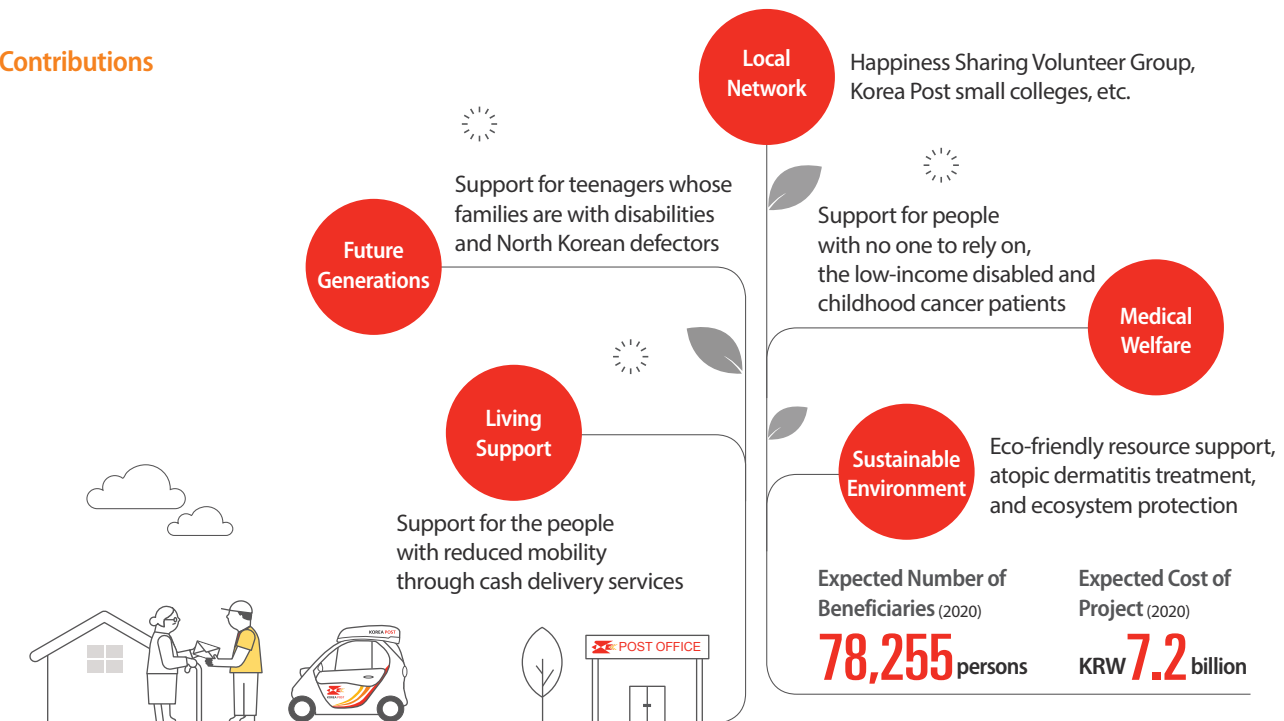 Contributions
Local
Network
Happiness Sharing Volunteer Group,
Korea Post small colleges, etc.
Future
Generations
Support for teenagers whose
families are with disabilities
and North Korean defectors
Support for people
with no one to rely on,
the low-income disabled and
childhood cancer patients
Medical
Welfare
Living
Support
Support for the people
with reduced mobility
through cash delivery services
Sustainable
Environment
Eco-friendly resource support,
atopic dermatitis treatment,
and ecosystem protection
Expected Number of
Beneficiaries (2020)
78,255 persons
Expected Cost of
Project (2020)
KRW 7.2 billion
KOREA POST
KOREA POST
POST OFFICE